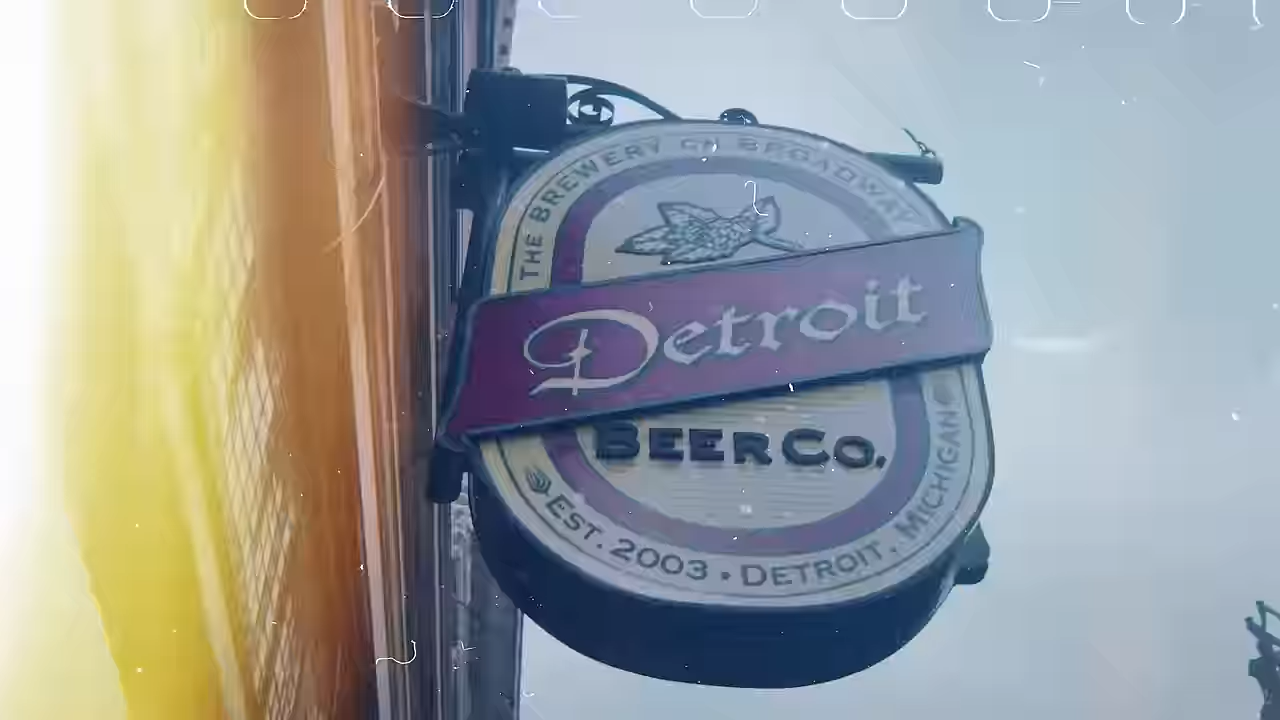 THE BREWERY ON BROADWAY
Detroit
BEER CO.
EST. 2003 • DETROIT, MICHIGAN